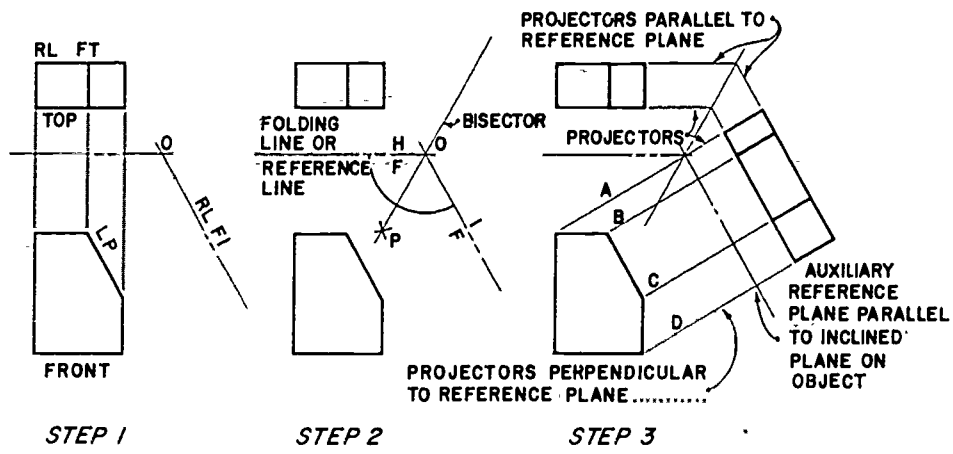 RL FT
TOP
O
RL F1
LP
FRONT
STEP 1
FOLDING
LINE OR
REFERENCE
LINE
H
F
O
BISECTOR
P
1
F
STEP 2
PROJECTORS PARALLEL TO
REFERENCE PLANE
PROJECTORS
A
B
C
D
AUXILIARY
REFERENCE
PLANE PARALLEL
TO INCLINED
PLANE ON
OBJECT
PROJECTORS PERPENDICULAR
TO REFERENCE PLANE
STEP 3